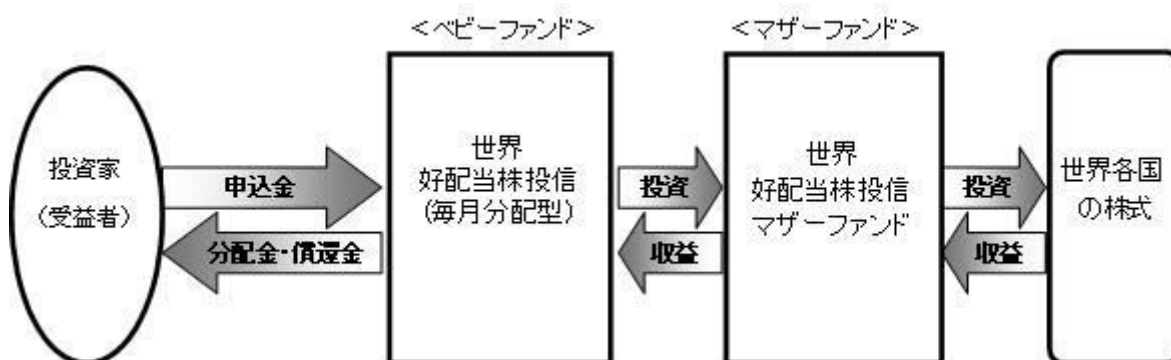 ＜ベビーファンド＞
＜マザーファンド＞
投資家
（受益者）
申込金
分配金・償還金
世界
好配当株投信
（毎月分配型）
投資
収益
世界
好配当株投信
マザーファンド
投資
収益
世界各国
の株式